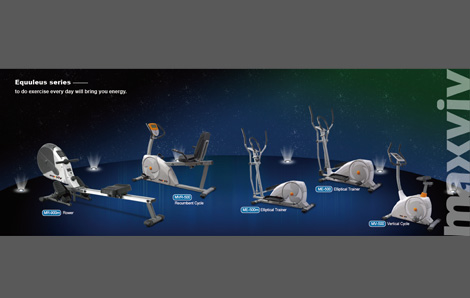 Equuleus series
to do exercise every day will bring you energy.
maxviv
MR-900m Rower
MVR-500
Recumbent Cycle
ME-500m Elliptical Trainer
ME-500 Elliptical Trainer
MV-500 Vertical Cycle